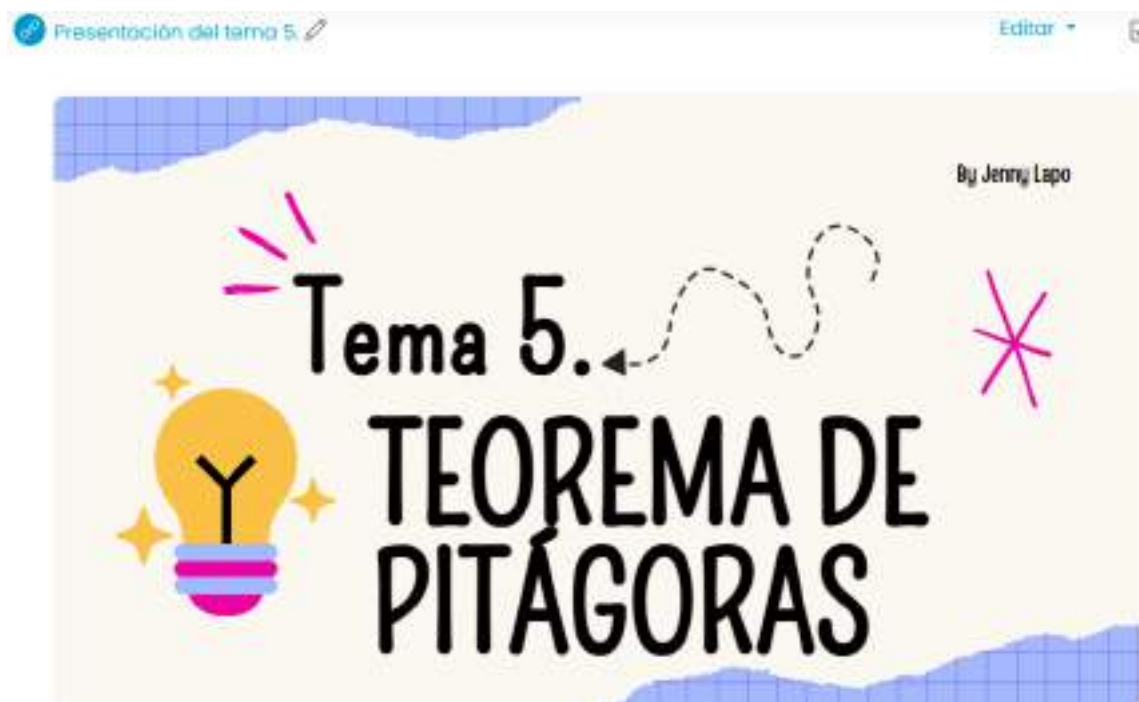 Presentación del tema 5.
Editar
By Jenny Lapo
Tema 5.
TEOREMA DE
PITÁGORAS